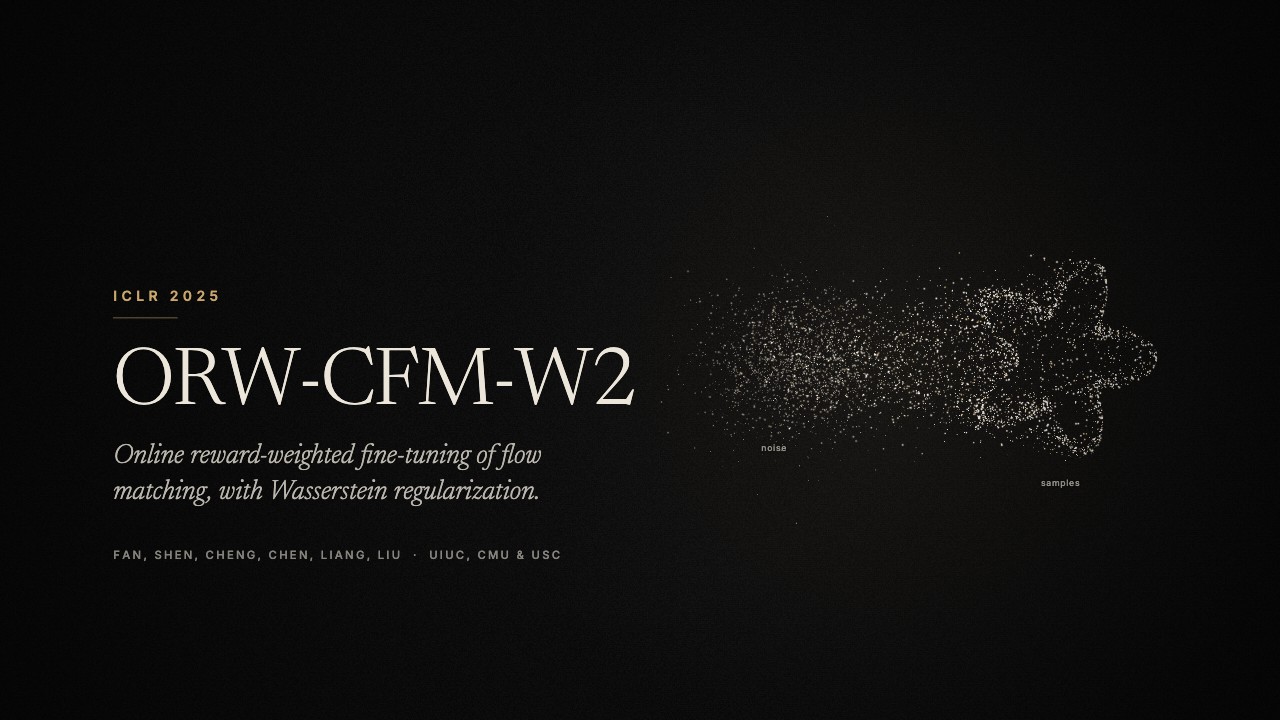 ICLR 2025
ORW-CFM-W2
Online reward-weighted fine-tuning of flow
matching, with Wasserstein regularization.
FAN, SHEN, CHENG, CHEN, LIANG, LIU · UIUC, CMU & USC
noise
samples